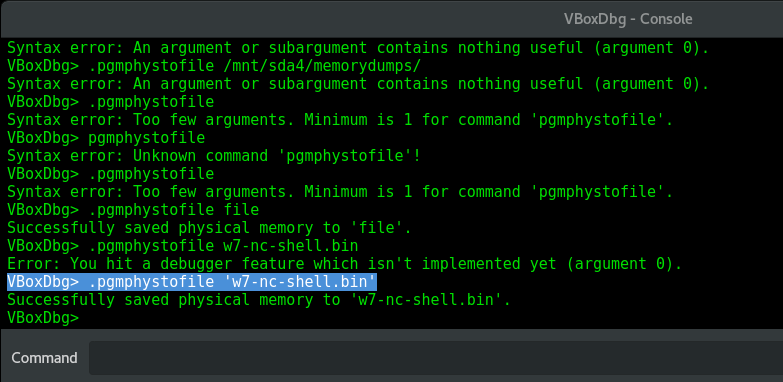 VBoxDbg - Console
Syntax error: An argument or subargument contains nothing useful (argument 0).
VBoxDbg> .pgmphystofile /mnt/sda4/memorydumps/
Syntax error: An argument or subargument contains nothing useful (argument 0).
VBoxDbg> .pgmphystofile
Syntax error: Too few arguments. Minimum is 1 for command 'pgmphystofile'.
VBoxDbg> pgmphystofile
Syntax error: Unknown command 'pgmphystofile'!
VBoxDbg> .pgmphystofile
Syntax error: Too few arguments. Minimum is 1 for command 'pgmphystofile'.
VBoxDbg> .pgmphystofile file
Successfully saved physical memory to 'file'.
VBoxDbg> .pgmphystofile w7-nc-shell.bin
Error: You hit a debugger feature which isn't implemented yet (argument 0).
VBoxDbg> .pgmphystofile 'w7-nc-shell.bin'
Successfully saved physical memory to 'w7-nc-shell.bin'.
VBoxDbg>
Command